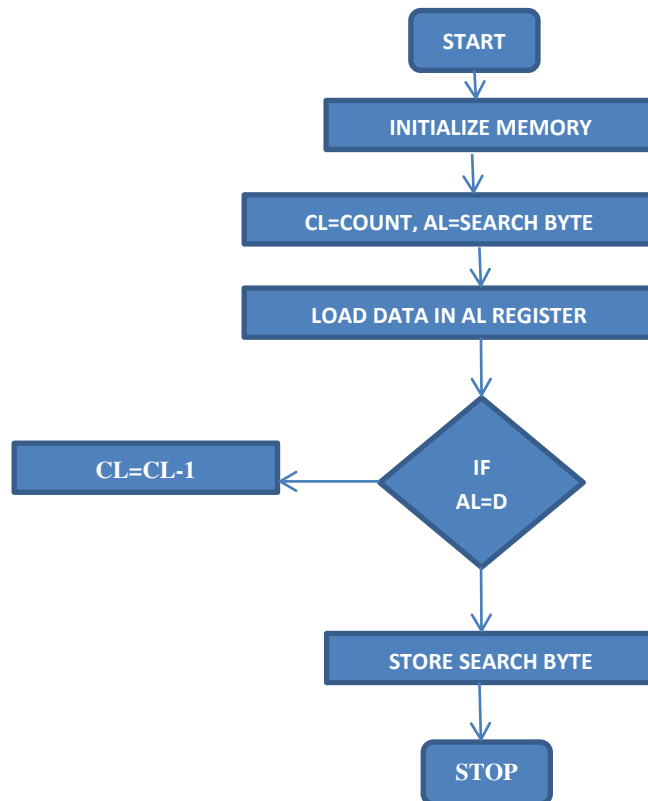 START
INITIALIZE MEMORY
CL=COUNT, AL=SEARCH BYTE
LOAD DATA IN AL REGISTER
IF
AL=D
CL=CL-1
STORE SEARCH BYTE
STOP